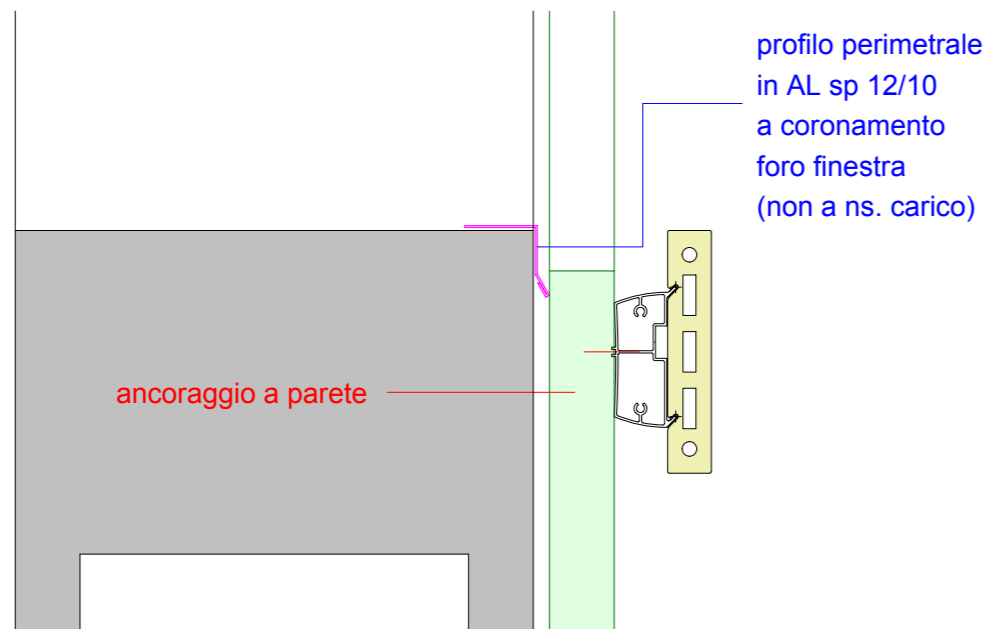 profilo perimetrale
in AL sp 12/10
a coronamento
foro finestra
(non a ns. carico)
ancoraggio a parete